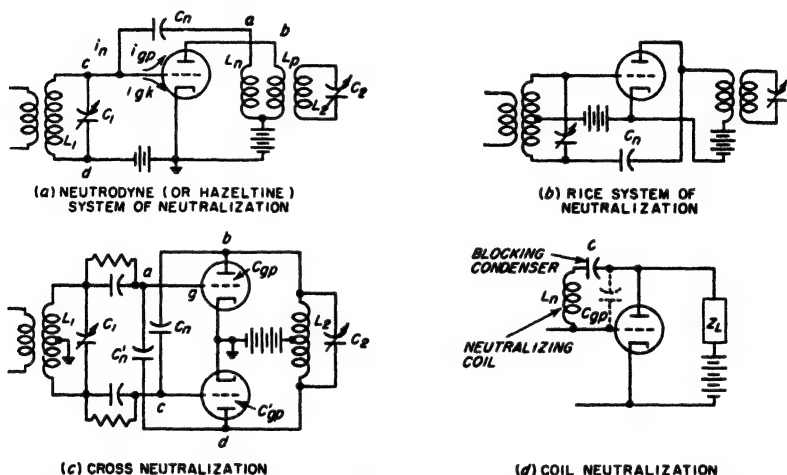 Cn
a
b
in
c
igp
Ln
Lp
igk
C1
L1
L2
C2
d
(a) NEUTRODYNE (OR HAZELTINE)
SYSTEM OF NEUTRALIZATION
Cn
(b) RICE SYSTEM OF
NEUTRALIZATION
b
Cgp
a
g
L1
C1
Cn
L2
C2
C'n
c
C'gp
d
(c) CROSS NEUTRALIZATION
BLOCKING
CONDENSER
c
Ln
Cgp
ZL
NEUTRALIZING
COIL
(d) COIL NEUTRALIZATION